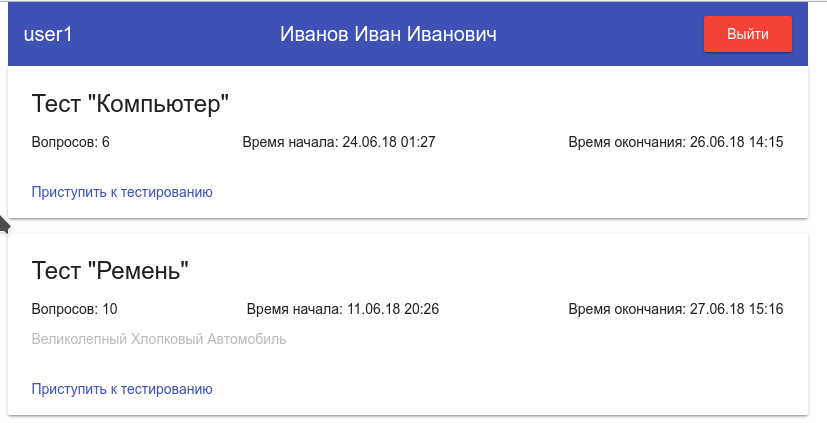 user1 Иванов Иван Иванович Выйти
Тест "Компьютер"
Вопросов: 6 Время начала: 24.06.18 01:27 Время окончания: 26.06.18 14:15
Приступить к тестированию
Тест "Ремень"
Вопросов: 10 Время начала: 11.06.18 20:26 Время окончания: 27.06.18 15:16
Великолепный Хлопковый Автомобиль
Приступить к тестированию